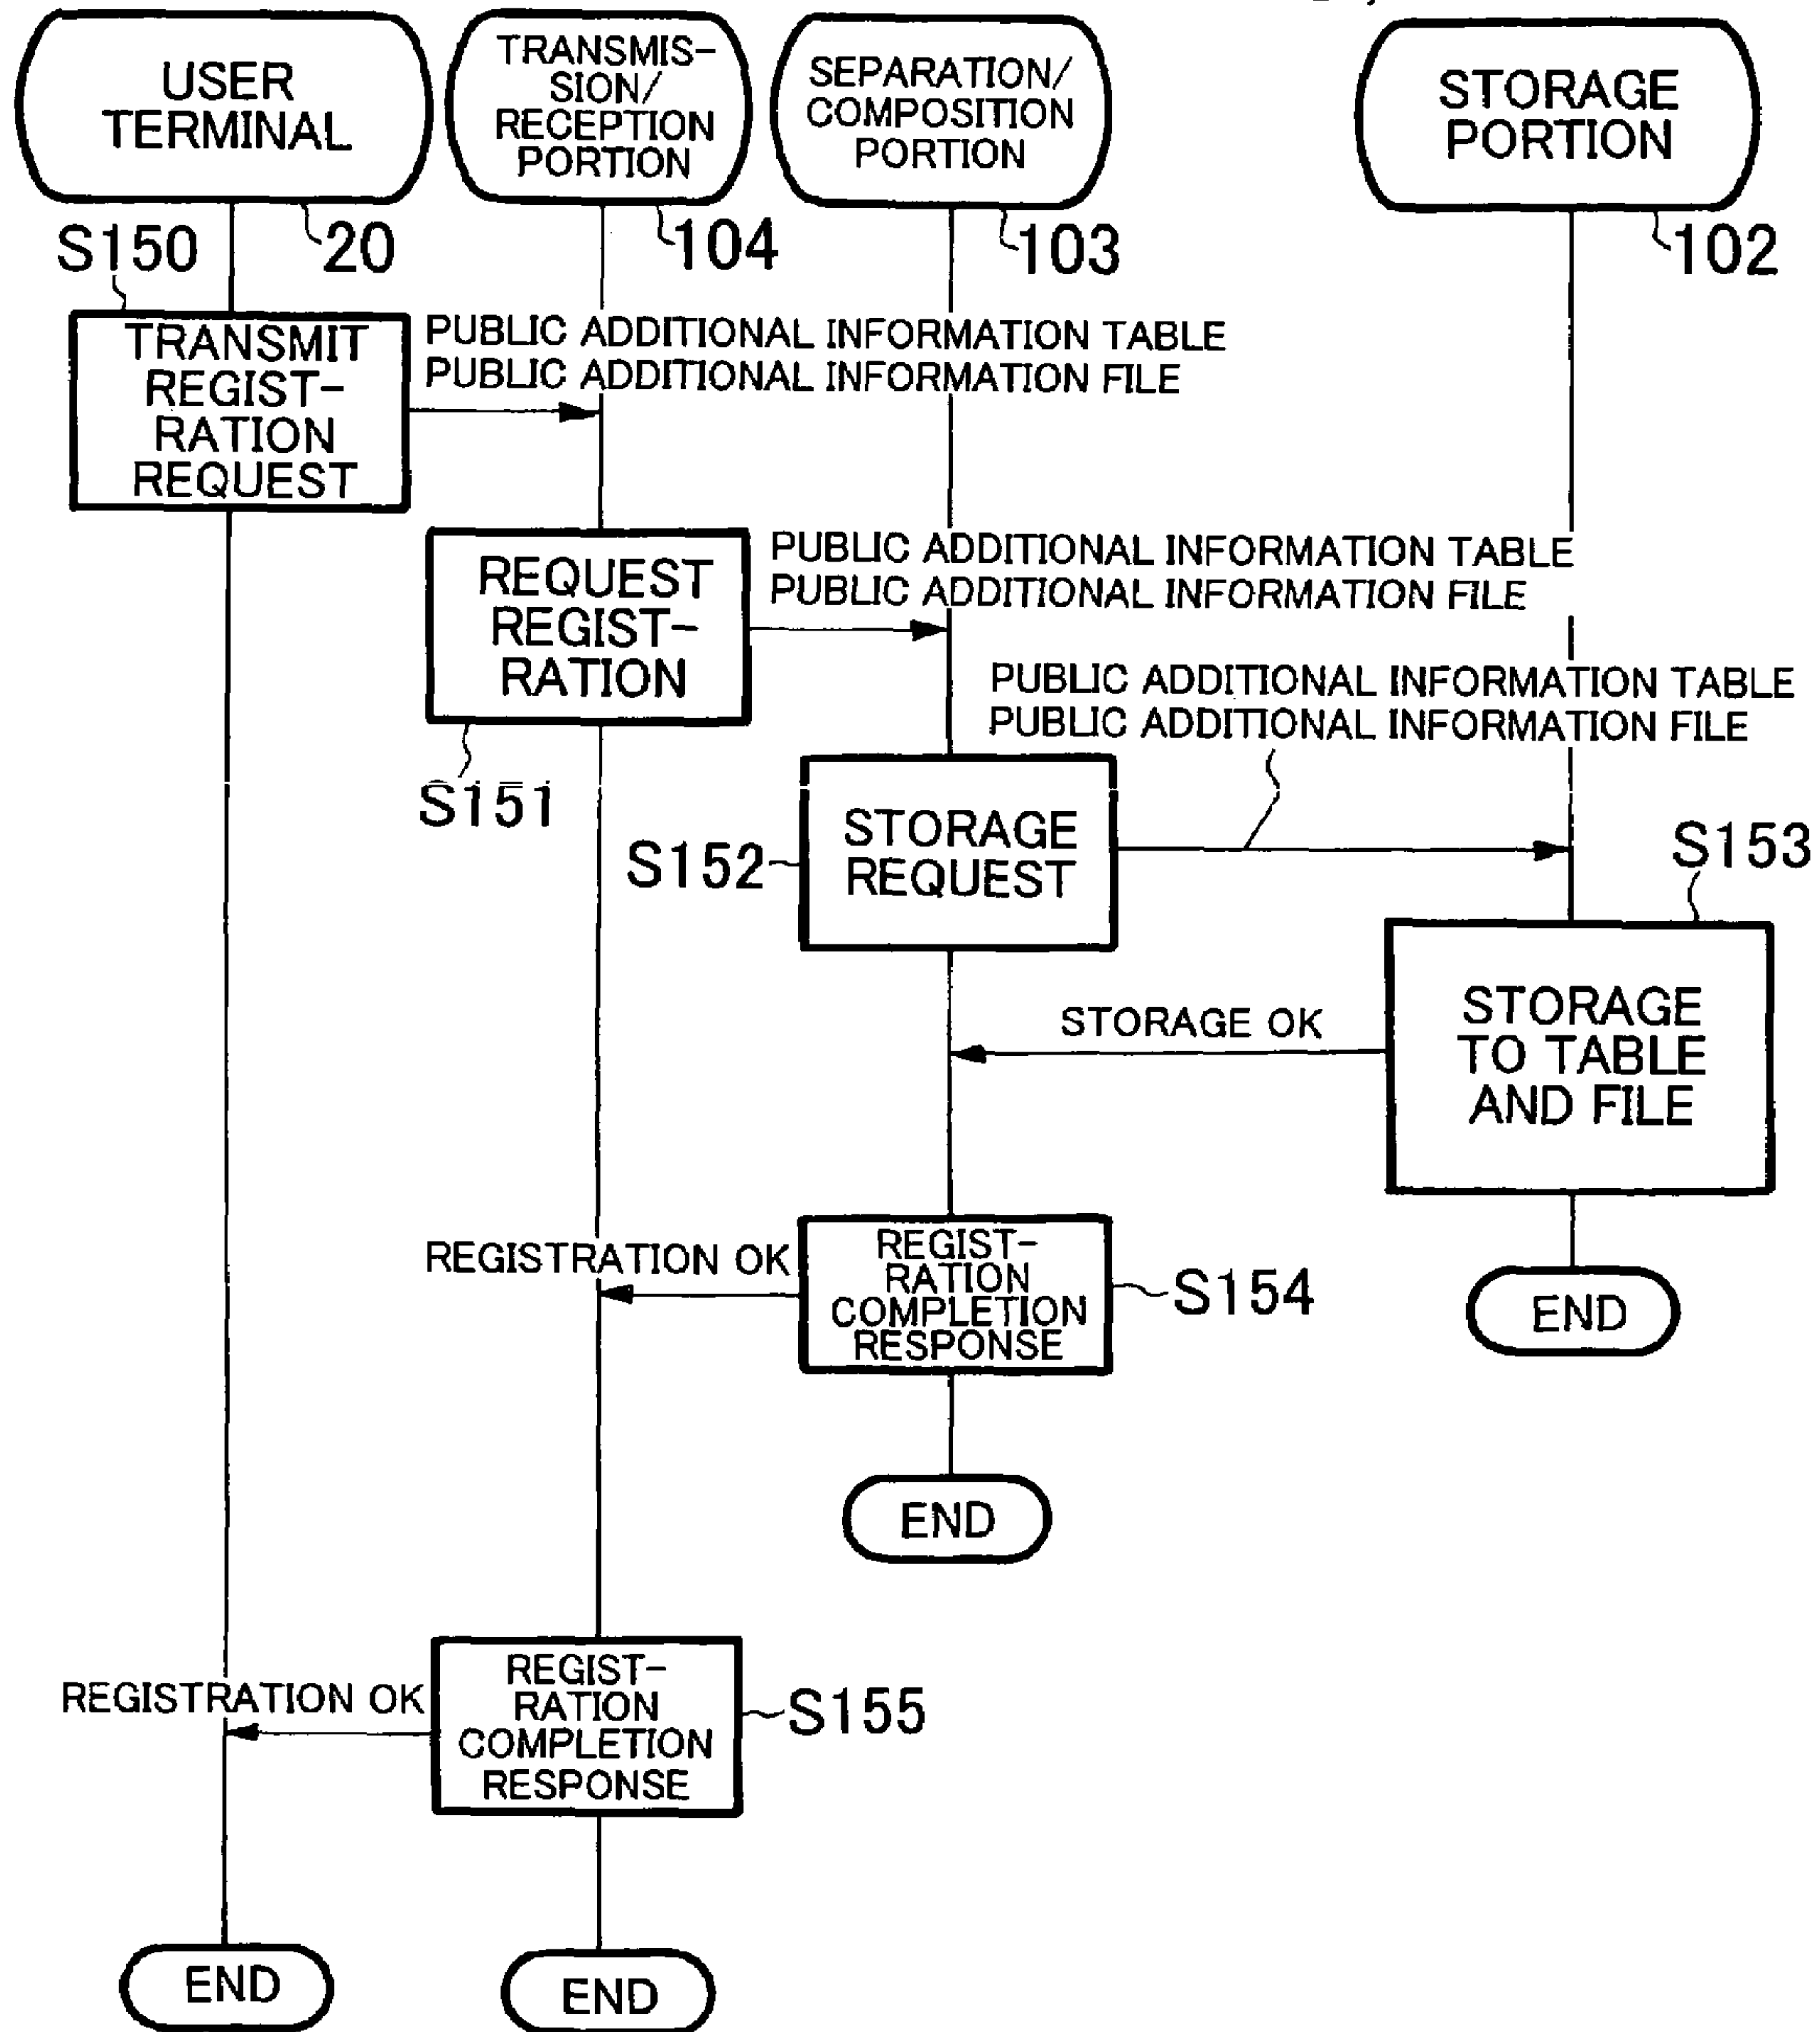 USER
TERMINAL
TRANSMIS-
SION/
RECEPTION
PORTION
SEPARATION/
COMPOSITION
PORTION
STORAGE
PORTION
S150
20
104
103
102
TRANSMIT
REGIST-
RATION
REQUEST
PUBLIC ADDITIONAL INFORMATION TABLE
PUBLIC ADDITIONAL INFORMATION FILE
REQUEST
REGIST-
RATION
PUBLIC ADDITIONAL INFORMATION TABLE
PUBLIC ADDITIONAL INFORMATION FILE
S151
PUBLIC ADDITIONAL INFORMATION TABLE
PUBLIC ADDITIONAL INFORMATION FILE
S152
STORAGE
REQUEST
S153
STORAGE OK
STORAGE
TO TABLE
AND FILE
REGISTRATION OK
REGIST-
RATION
COMPLETION
RESPONSE
S154
END
END
REGISTRATION OK
REGIST-
RATION
COMPLETION
RESPONSE
S155
END
END